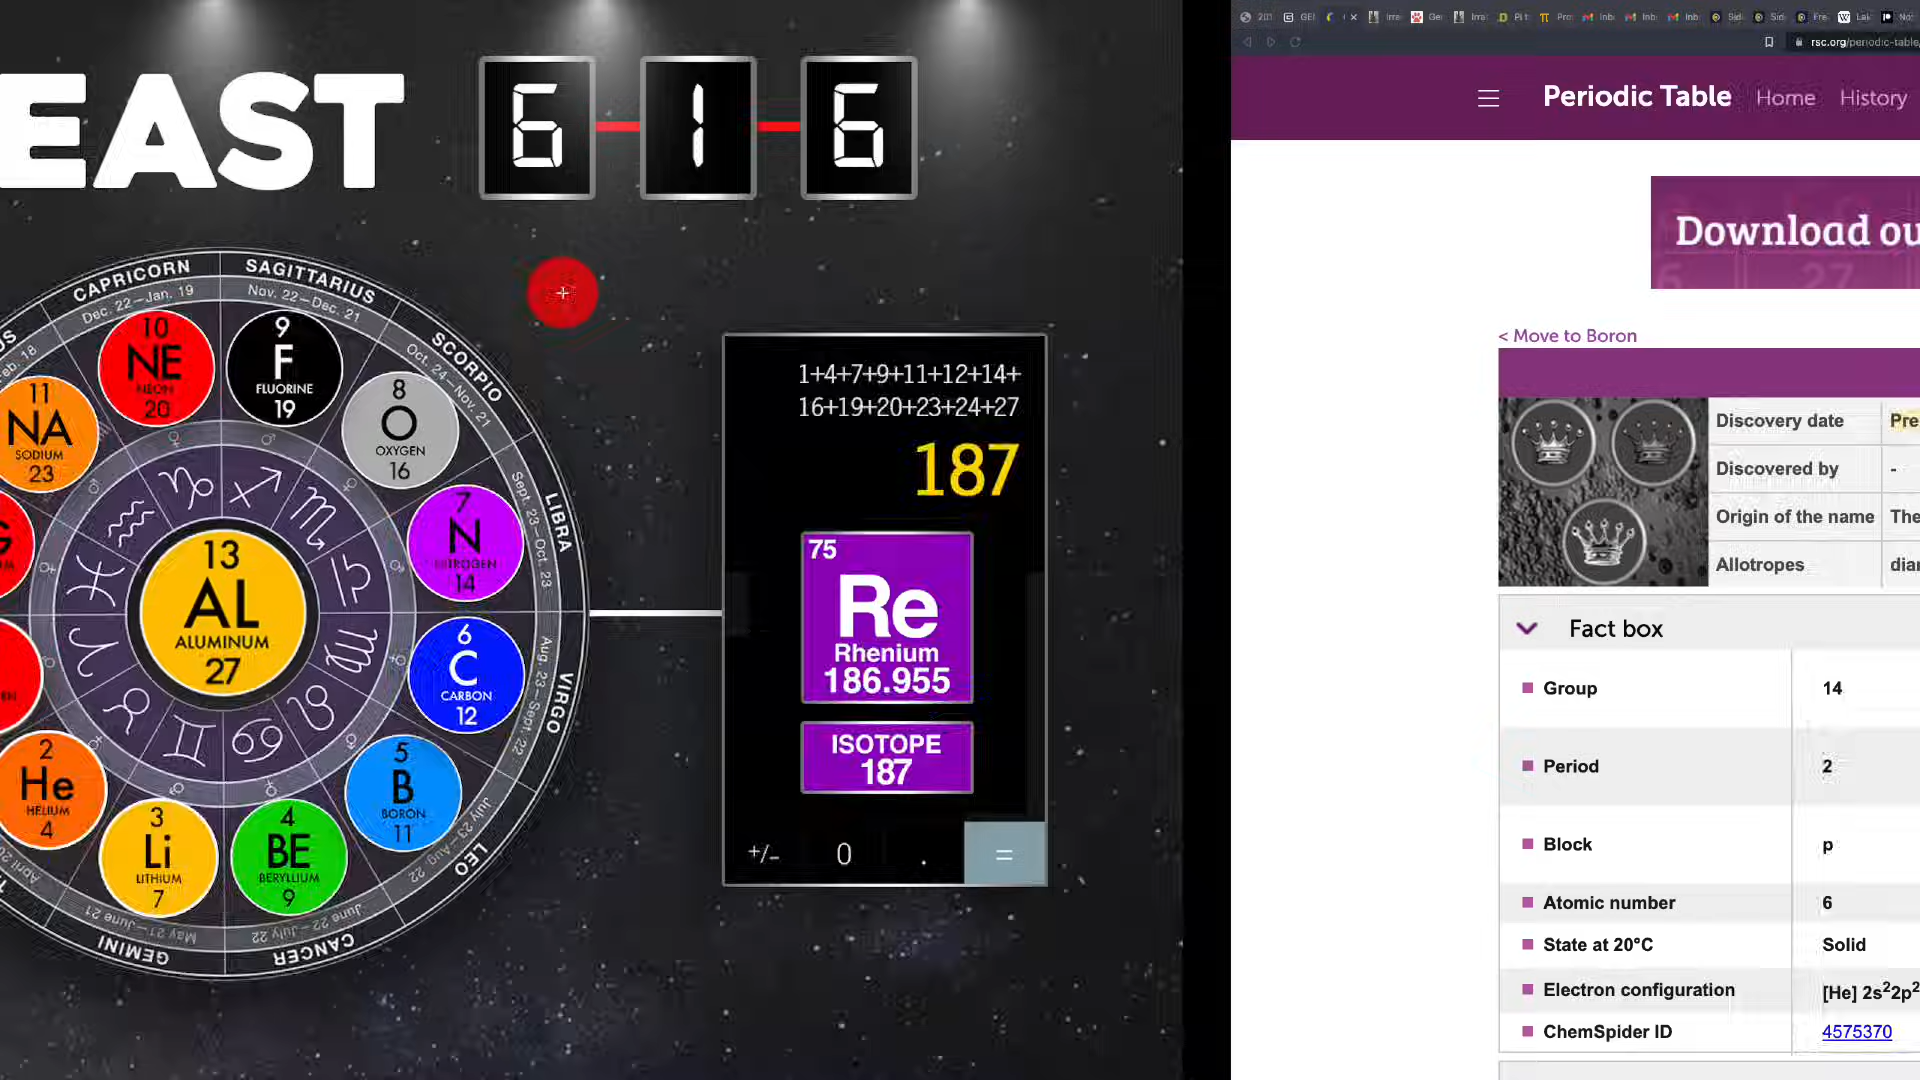 EAST
6 1 6
CAPRICORN
Dec. 22—Jan. 19
SAGITTARIUS
Nov. 22—Dec. 21
SCORPIO
Oct. 24—Nov. 21
LIBRA
Sept. 23—Oct. 23
VIRGO
Aug. 23—Sept. 22
LEO
July 23—Aug. 22
CANCER
June 22—July 22
GEMINI
May 21—June 21
10
NE
NEON
20
9
F
FLUORINE
19
8
O
OXYGEN
16
11
NA
SODIUM
23
7
N
NITROGEN
14
13
AL
ALUMINUM
27
6
C
CARBON
12
5
B
BORON
11
2
He
HELIUM
4
3
Li
LITHIUM
7
4
BE
BERYLLIUM
9
1+4+7+9+11+12+14+
16+19+20+23+24+27
187
75
Re
Rhenium
186.955
ISOTOPE
187
+/- 0 . =
rsc.org/periodic-table
Periodic Table Home History
Download ou
< Move to Boron
Discovery date Pre
Discovered by -
Origin of the name The
Allotropes diar
Fact box
Group 14
Period 2
Block p
Atomic number 6
State at 20°C Solid
Electron configuration [He] 2s²2p²
ChemSpider ID 4575370